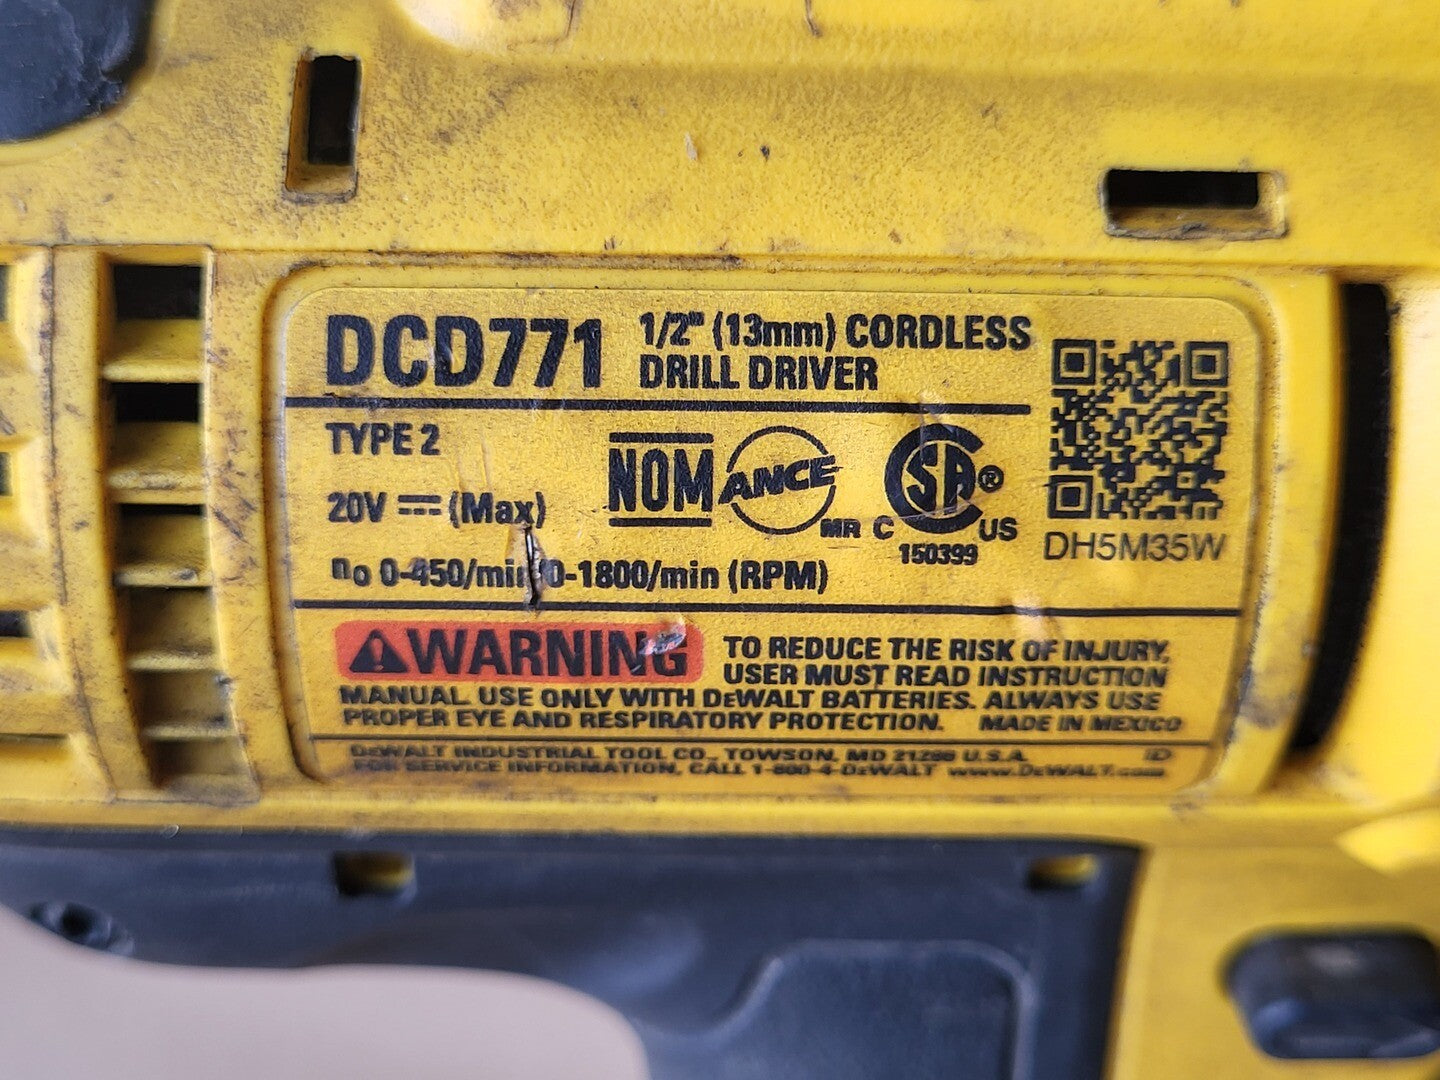 DCD771 1/2" (13mm) CORDLESS
DRILL DRIVER
TYPE 2
20V ⎓ (Max)
n₀ 0-450/min/0-1800/min (RPM)
NOM ANCE MR
C CSA® US
150399
DH5M35W
⚠WARNING TO REDUCE THE RISK OF INJURY,
USER MUST READ INSTRUCTION
MANUAL. USE ONLY WITH DEWALT BATTERIES. ALWAYS USE
PROPER EYE AND RESPIRATORY PROTECTION. MADE IN MEXICO
DEWALT INDUSTRIAL TOOL CO., TOWSON, MD 21286 U.S.A. ID
FOR SERVICE INFORMATION, CALL 1-800-4-DEWALT www.DEWALT.com